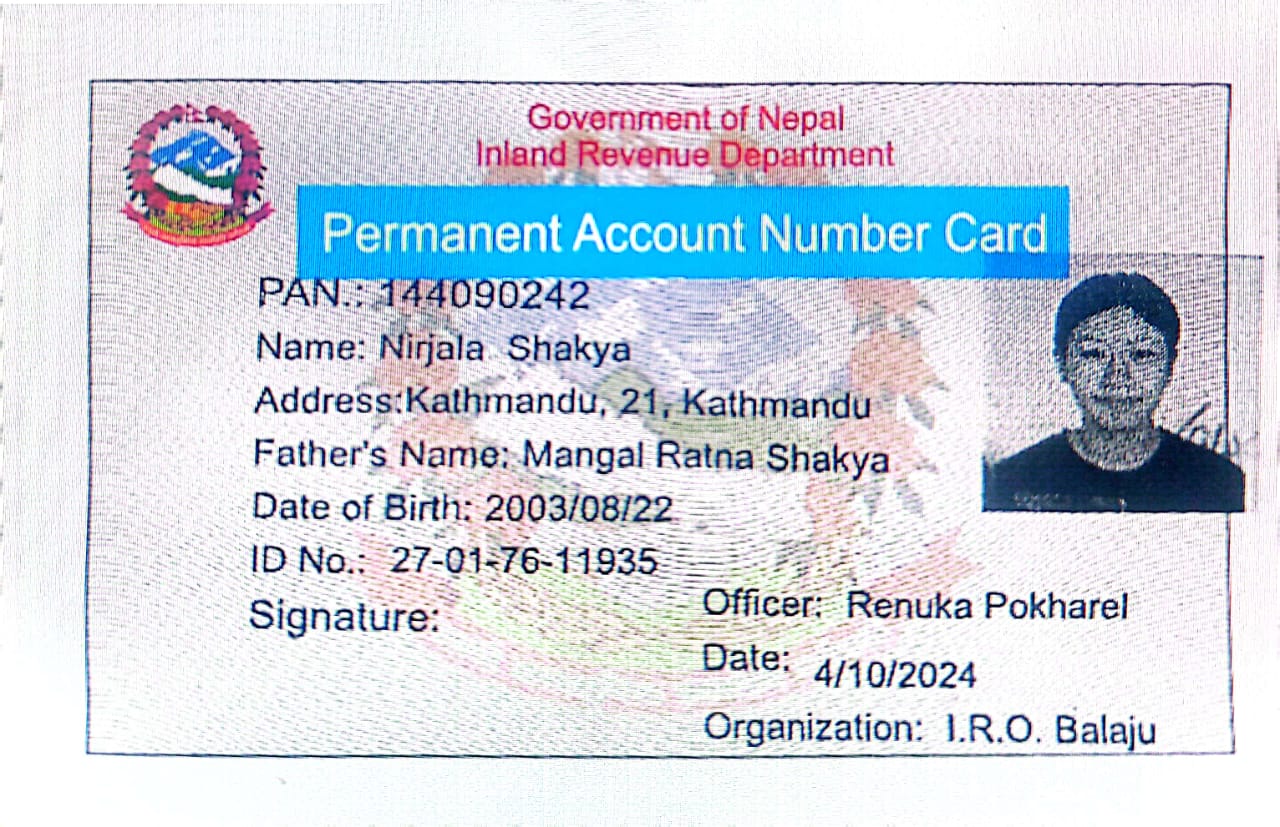 Government of Nepal
Inland Revenue Department
Permanent Account Number Card
PAN.: 144090242
Name: Nirjala Shakya
Address:Kathmandu, 21, Kathmandu
Father's Name: Mangal Ratna Shakya
Date of Birth: 2003/08/22
ID No.: 27-01-76-11935
Signature:
Officer: Renuka Pokharel
Date: 4/10/2024
Organization: I.R.O. Balaju